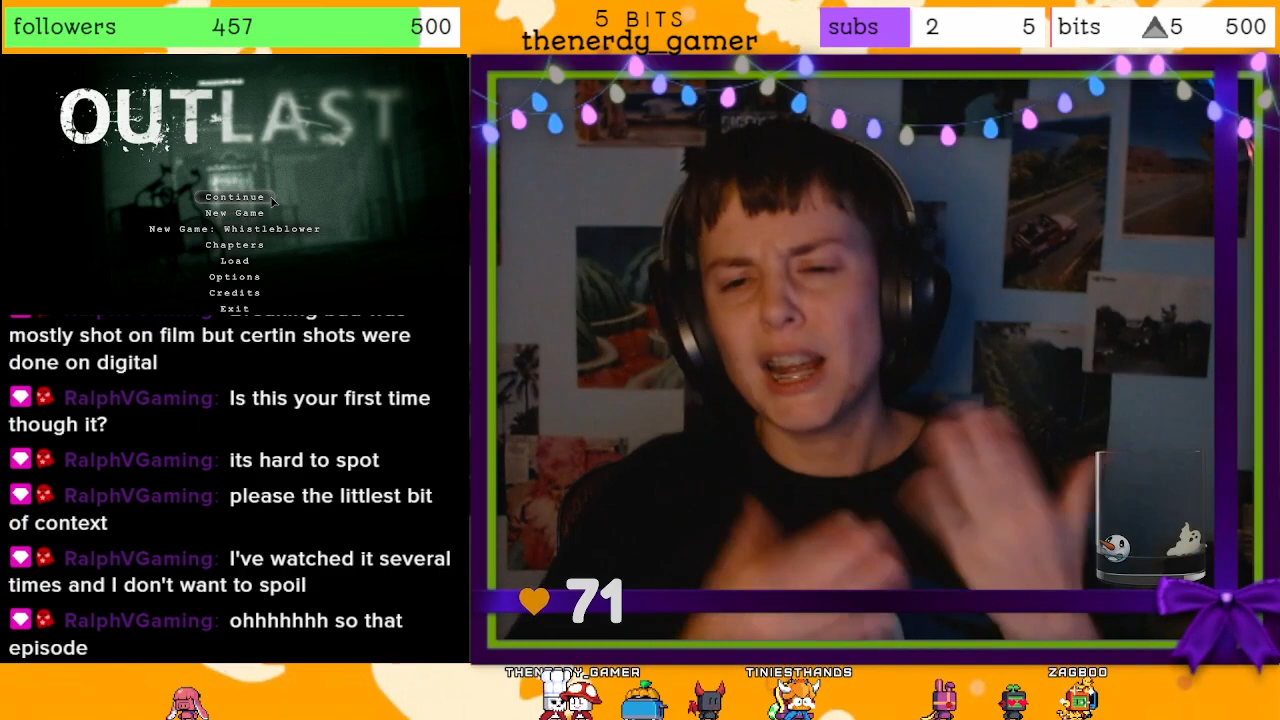 followers 457 500
5 BITS
thenerdy_gamer
subs 2 5
bits 5 500
OUTLAST
Continue
New Game
New Game: Whistleblower
Chapters
Load
Options
Credits
Exit
mostly shot on film but certin shots were
done on digital
RalphVGaming: Is this your first time
though it?
RalphVGaming: its hard to spot
RalphVGaming: please the littlest bit
of context
RalphVGaming: I've watched it several
times and I don't want to spoil
RalphVGaming: ohhhhhhh so that
episode
71
THENERDY_GAMER
TINIESTHANDS
ZAGBOO